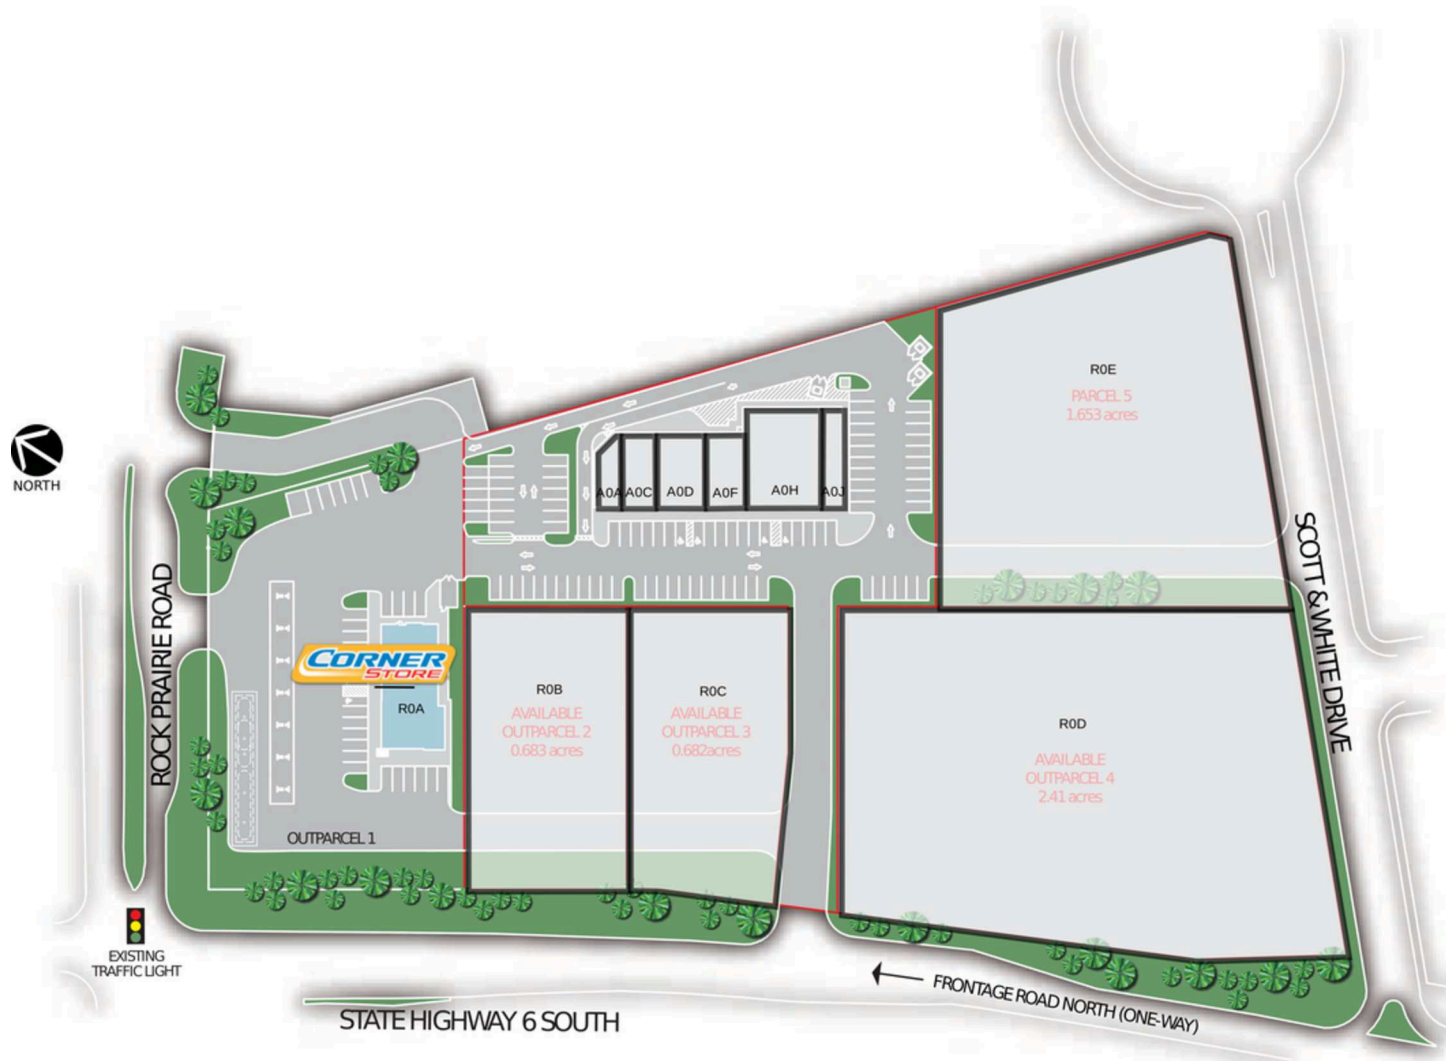 R0E
PARCEL 5
1.653 acres
NORTH
A0A
A0C
A0D
A0F
A0H
A0J
SCOTT & WHITE DRIVE
ROCK PRAIRIE ROAD
CORNER
STORE
R0A
R0B
AVAILABLE
OUTPARCEL 2
0.683 acres
R0C
AVAILABLE
OUTPARCEL 3
0.682acres
R0D
AVAILABLE
OUTPARCEL 4
2.41 acres
OUTPARCEL 1
EXISTING
TRAFFIC LIGHT
FRONTAGE ROAD NORTH (ONE-WAY)
STATE HIGHWAY 6 SOUTH